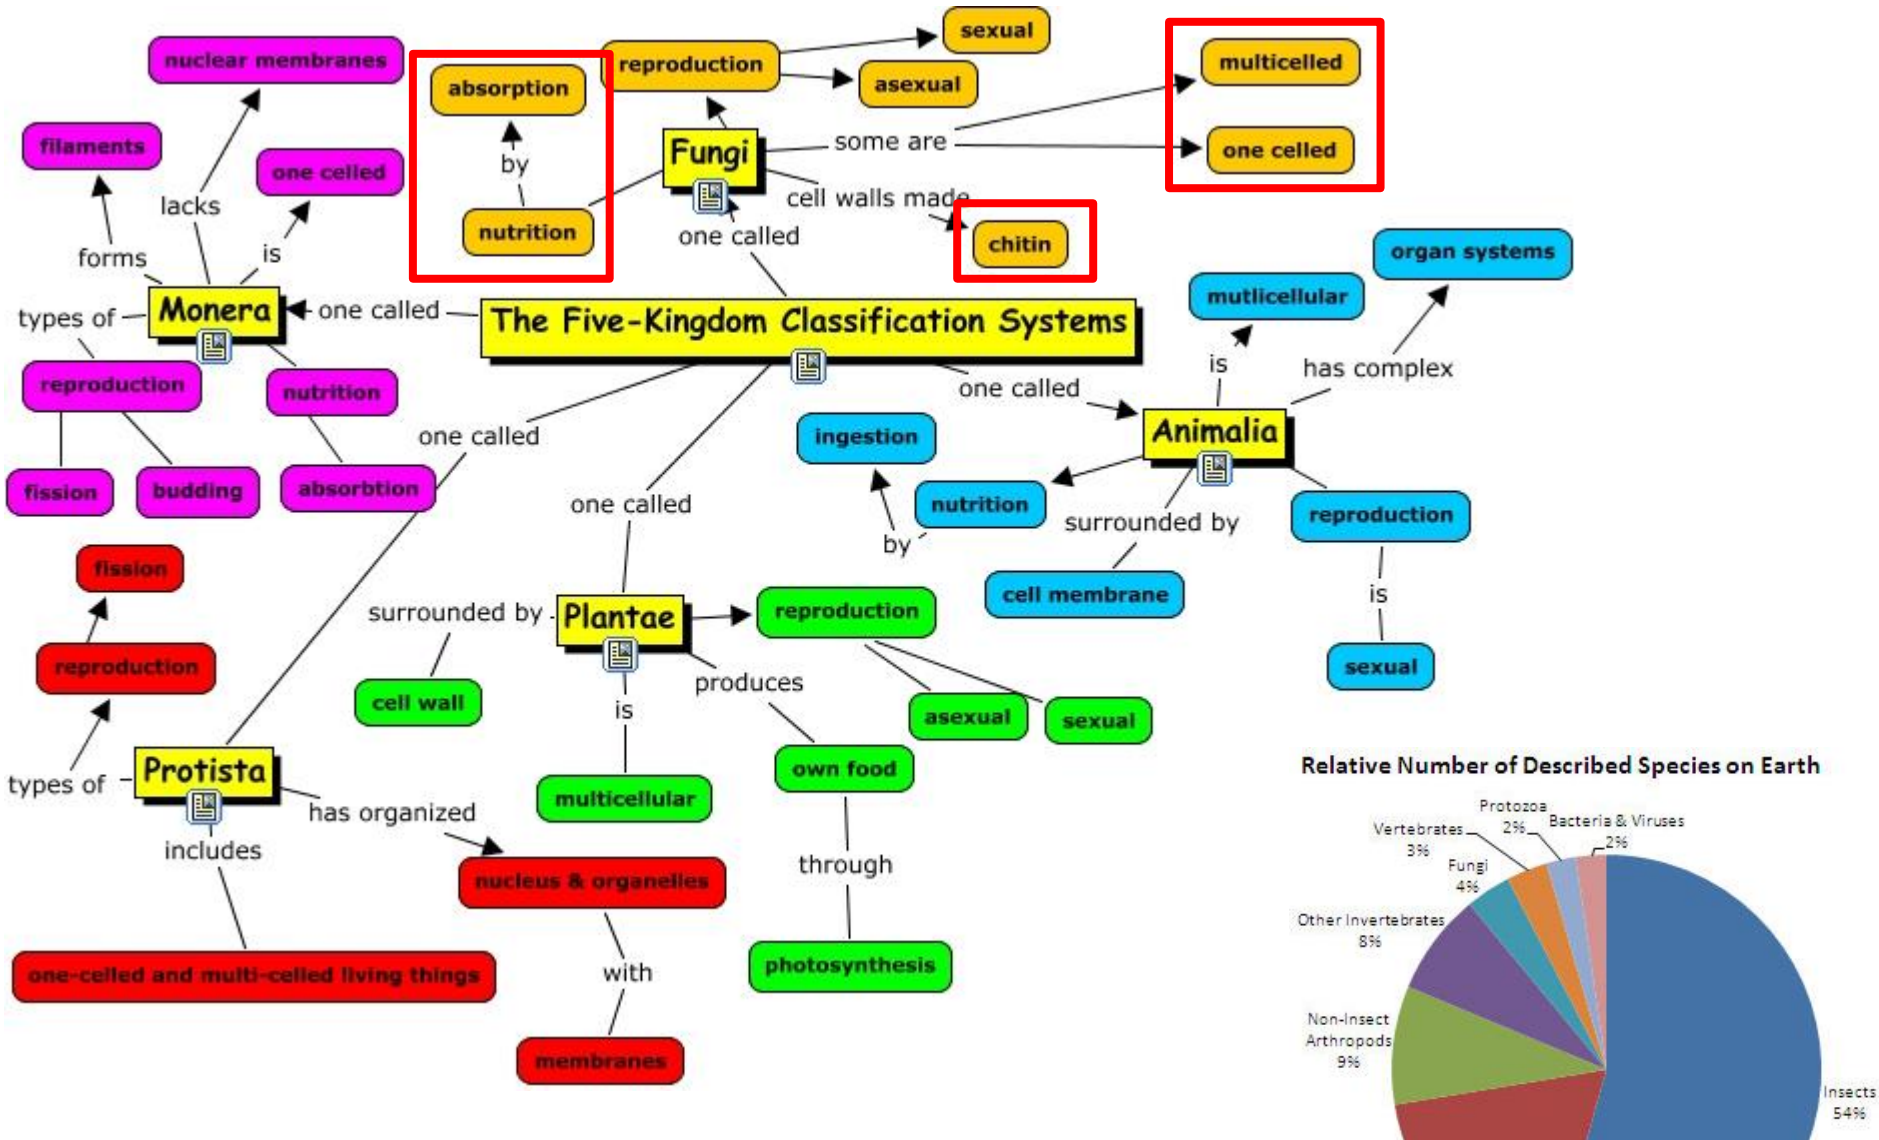 sexual
nuclear membranes
reproduction
multicelled
absorption
asexual
filaments
some are
Fungi
one celled
by
one celled
lacks
cell walls made
nutrition
one called
chitin
forms
is
organ systems
mutlicellular
Monera
one called
The Five-Kingdom Classification Systems
types of
is
has complex
reproduction
nutrition
one called
one called
ingestion
Animalia
fission
budding
absorbtion
one called
nutrition
surrounded by
reproduction
by
fission
cell membrane
is
surrounded by
Plantae
reproduction
reproduction
sexual
produces
cell wall
is
asexual
sexual
Protista
own food
types of
multicellular
has organized
includes
through
nucleus & organelles
photosynthesis
one-celled and multi-celled living things
with
membranes
Relative Number of Described Species on Earth
Protozoa
2%
Bacteria & Viruses
2%
Vertebrates
3%
Fungi
4%
Other Invertebrates
8%
Non-Insect
Arthropods
9%
Insects
54%